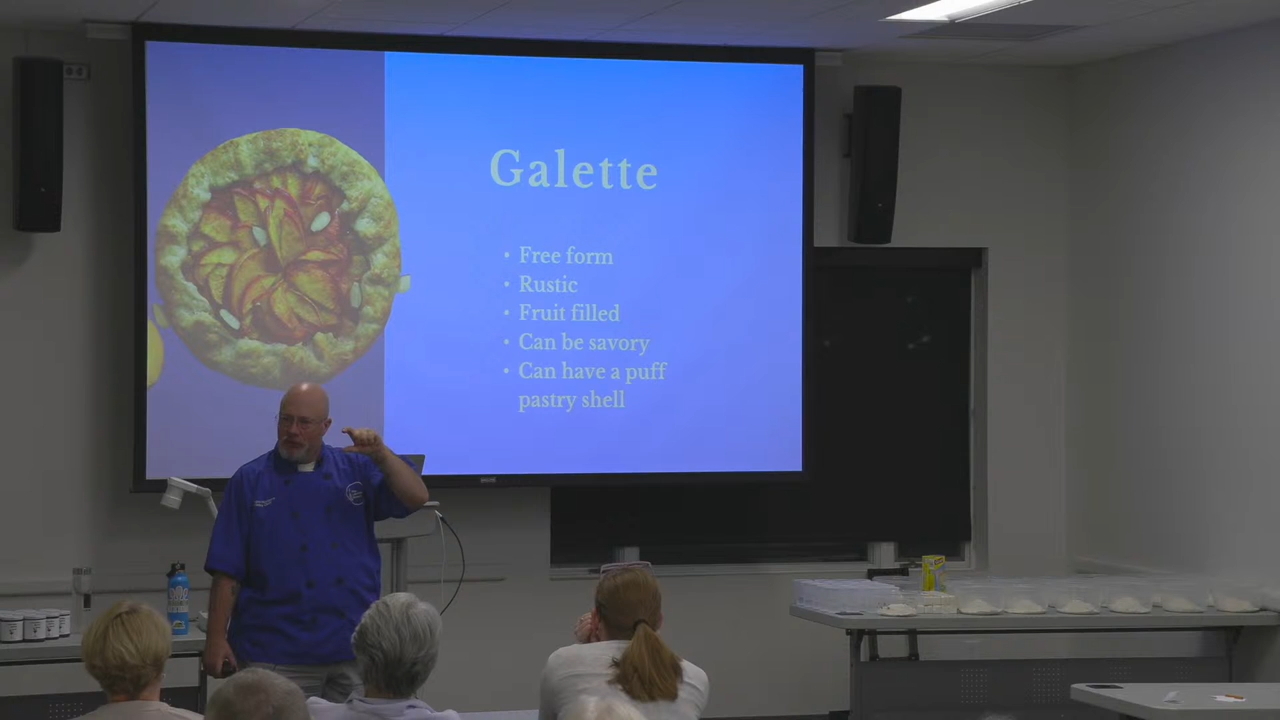 Galette
• Free form
• Rustic
• Fruit filled
• Can be savory
• Can have a puff
pastry shell